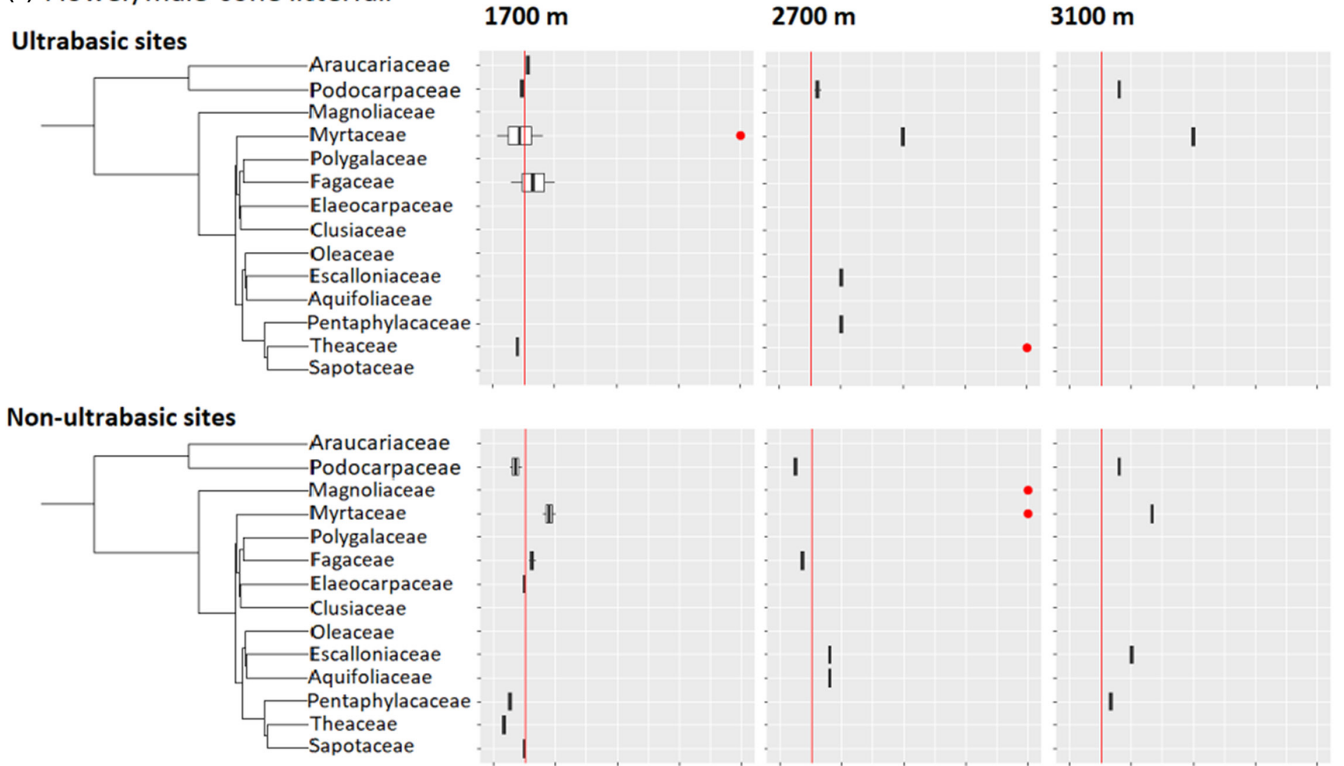 1700 m 2700 m 3100 m
Ultrabasic sites
Araucariaceae
Podocarpaceae
Magnoliaceae
Myrtaceae
Polygalaceae
Fagaceae
Elaeocarpaceae
Clusiaceae
Oleaceae
Escalloniaceae
Aquifoliaceae
Pentaphylacaceae
Theaceae
Sapotaceae
Non-ultrabasic sites
Araucariaceae
Podocarpaceae
Magnoliaceae
Myrtaceae
Polygalaceae
Fagaceae
Elaeocarpaceae
Clusiaceae
Oleaceae
Escalloniaceae
Aquifoliaceae
Pentaphylacaceae
Theaceae
Sapotaceae